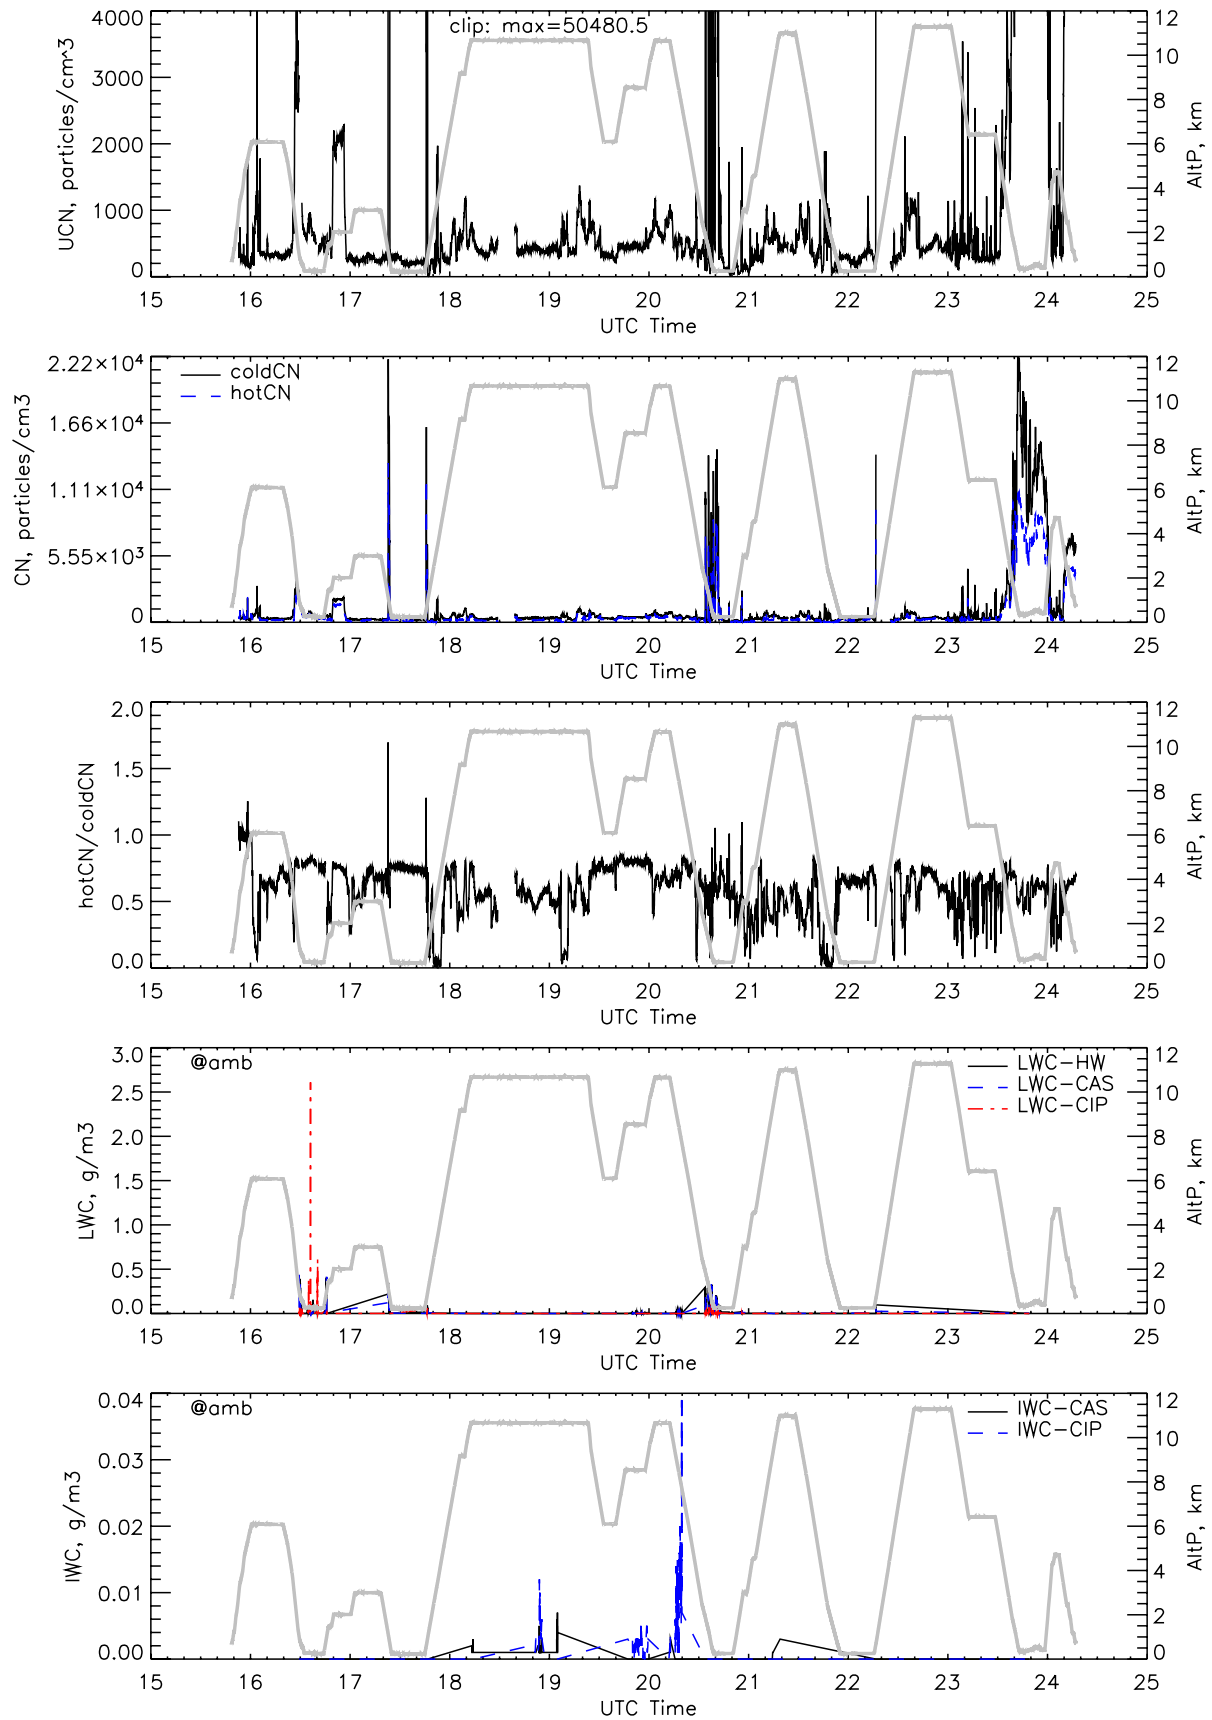 clip: max=50480.5
4000
3000
2000
1000
0
UCN, particles/cm^3
12
10
8
6
4
2
0
AltP, km
15 16 17 18 19 20 21 22 23 24 25
UTC Time
coldCN
hotCN
2.22×10⁴
1.66×10⁴
1.11×10⁴
5.55×10³
0
CN, particles/cm3
12
10
8
6
4
2
0
AltP, km
15 16 17 18 19 20 21 22 23 24 25
UTC Time
2.0
1.5
1.0
0.5
0.0
hotCN/coldCN
12
10
8
6
4
2
0
AltP, km
15 16 17 18 19 20 21 22 23 24 25
UTC Time
@amb
LWC-HW
LWC-CAS
LWC-CIP
3.0
2.5
2.0
1.5
1.0
0.5
0.0
LWC, g/m3
12
10
8
6
4
2
0
AltP, km
15 16 17 18 19 20 21 22 23 24 25
UTC Time
@amb
IWC-CAS
IWC-CIP
0.04
0.03
0.02
0.01
0.00
IWC, g/m3
12
10
8
6
4
2
0
AltP, km
15 16 17 18 19 20 21 22 23 24 25
UTC Time